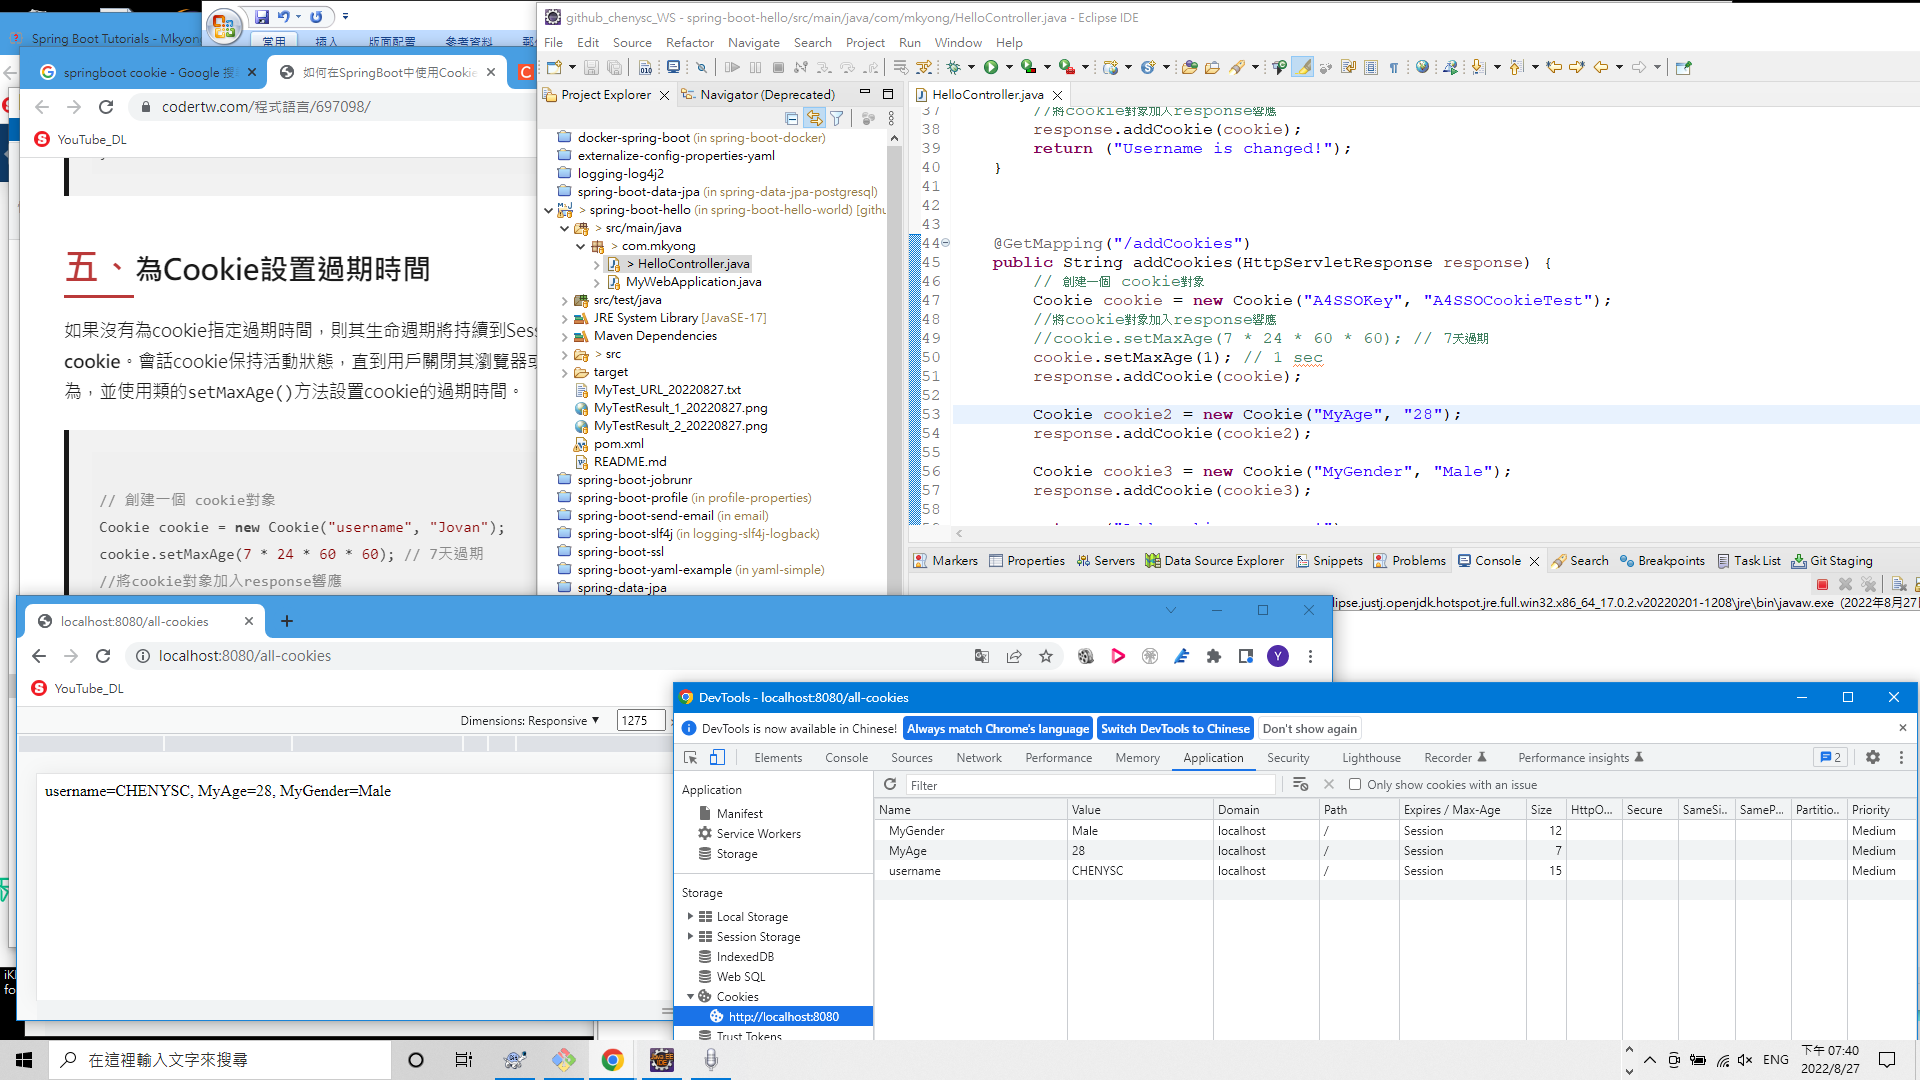 Spring Boot Tutorials - Mkyon
常用
插入
版面配置
參考資料
springboot cookie - Google 搜
如何在SpringBoot中使用Cookie
codertw.com/程式語言/697098/
YouTube_DL
五、為Cookie設置過期時間
如果沒有為cookie指定過期時間，則其生命週期將持續到Sess
cookie。會話cookie保持活動狀態，直到用戶關閉其瀏覽器或
為，並使用類的setMaxAge()方法設置cookie的過期時間。
// 創建一個 cookie對象
Cookie cookie = new Cookie("username", "Jovan");
cookie.setMaxAge(7 * 24 * 60 * 60); // 7天過期
//將cookie對象加入response響應
github_chenysc_WS - spring-boot-hello/src/main/java/com/mkyong/HelloController.java - Eclipse IDE
File Edit Source Refactor Navigate Search Project Run Window Help
Project Explorer
Navigator (Deprecated)
docker-spring-boot (in spring-boot-docker)
externalize-config-properties-yaml
logging-log4j2
spring-boot-data-jpa (in spring-data-jpa-postgresql)
> spring-boot-hello (in spring-boot-hello-world) [githu
> src/main/java
> com.mkyong
> HelloController.java
MyWebApplication.java
src/test/java
JRE System Library [JavaSE-17]
Maven Dependencies
> src
target
MyTest_URL_20220827.txt
MyTestResult_1_20220827.png
MyTestResult_2_20220827.png
pom.xml
README.md
spring-boot-jobrunr
spring-boot-profile (in profile-properties)
spring-boot-send-email (in email)
spring-boot-slf4j (in logging-slf4j-logback)
spring-boot-ssl
spring-boot-yaml-example (in yaml-simple)
spring-data-jpa
HelloController.java
37 //將cookie對象加入response響應
38 response.addCookie(cookie);
39 return ("Username is changed!");
40 }
41
42
43
44 @GetMapping("/addCookies")
45 public String addCookies(HttpServletResponse response) {
46 // 創建一個 cookie對象
47 Cookie cookie = new Cookie("A4SSOKey", "A4SSOCookieTest");
48 //將cookie對象加入response響應
49 //cookie.setMaxAge(7 * 24 * 60 * 60); // 7天過期
50 cookie.setMaxAge(1); // 1 sec
51 response.addCookie(cookie);
52
53 Cookie cookie2 = new Cookie("MyAge", "28");
54 response.addCookie(cookie2);
55
56 Cookie cookie3 = new Cookie("MyGender", "Male");
57 response.addCookie(cookie3);
58
Markers Properties Servers Data Source Explorer Snippets Problems Console Search Breakpoints Task List Git Staging
lipse.justj.openjdk.hotspot.jre.full.win32.x86_64_17.0.2.v20220201-1208\jre\bin\javaw.exe (2022年8月27日
localhost:8080/all-cookies
localhost:8080/all-cookies
Y
YouTube_DL
Dimensions: Responsive ▼ 1275
username=CHENYSC, MyAge=28, MyGender=Male
DevTools - localhost:8080/all-cookies
DevTools is now available in Chinese! Always match Chrome's language Switch DevTools to Chinese Don't show again
Elements Console Sources Network Performance Memory Application Security Lighthouse Recorder Performance insights 2
Application
Manifest
Service Workers
Storage
Storage
Local Storage
Session Storage
IndexedDB
Web SQL
Cookies
http://localhost:8080
Trust Tokens
Filter
Only show cookies with an issue
Name Value Domain Path Expires / Max-Age Size HttpO... Secure SameSi... SameP... Partitio... Priority
MyGender Male localhost / Session 12 Medium
MyAge 28 localhost / Session 7 Medium
username CHENYSC localhost / Session 15 Medium
在這裡輸入文字來搜尋
ENG
下午 07:40
2022/8/27